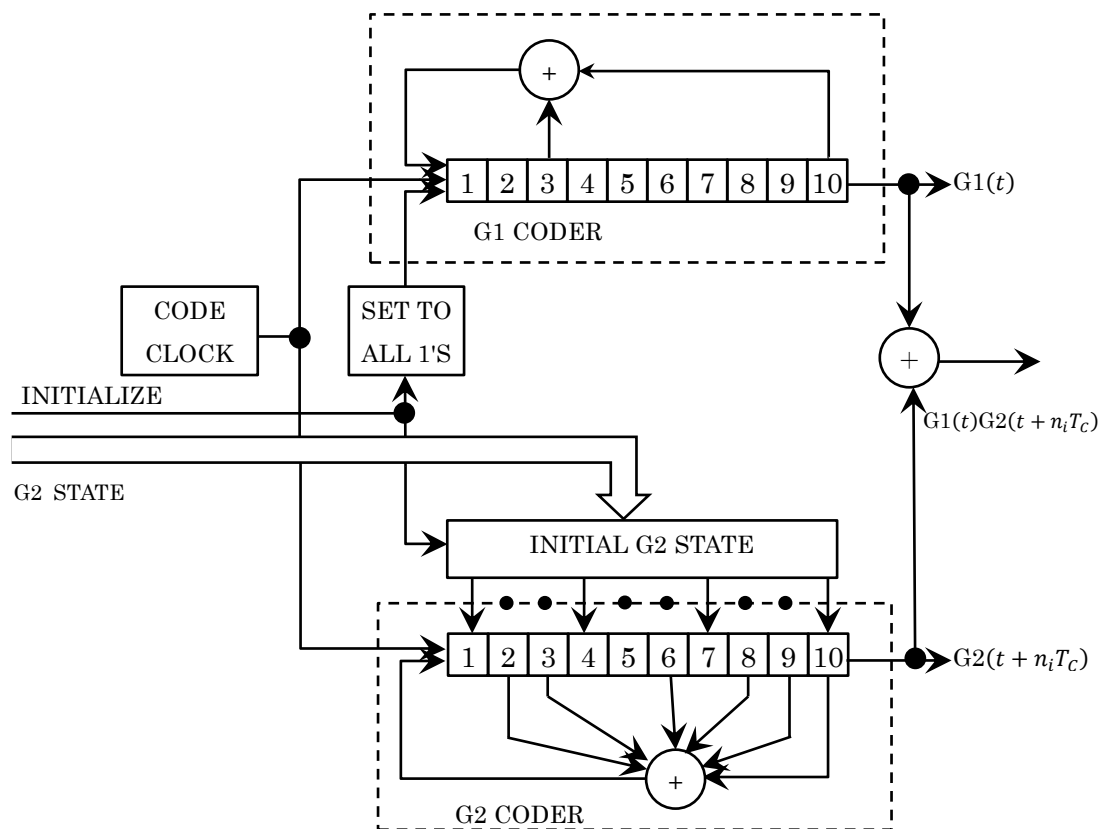 +
1 2 3 4 5 6 7 8 9 10
G1(t)
G1 CODER
CODE
CLOCK
SET TO
ALL 1'S
+
INITIALIZE
G1(t)G2(t + n_iT_C)
G2 STATE
INITIAL G2 STATE
1 2 3 4 5 6 7 8 9 10
G2(t + n_iT_C)
+
G2 CODER